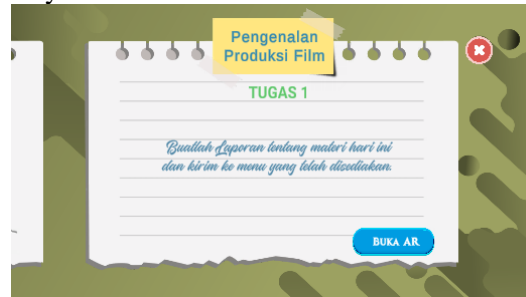 Pengenalan
Produksi Film
TUGAS 1
Buatlah Laporan tentang materi hari ini
dan kirim ke menu yang telah disediakan.
BUKA AR